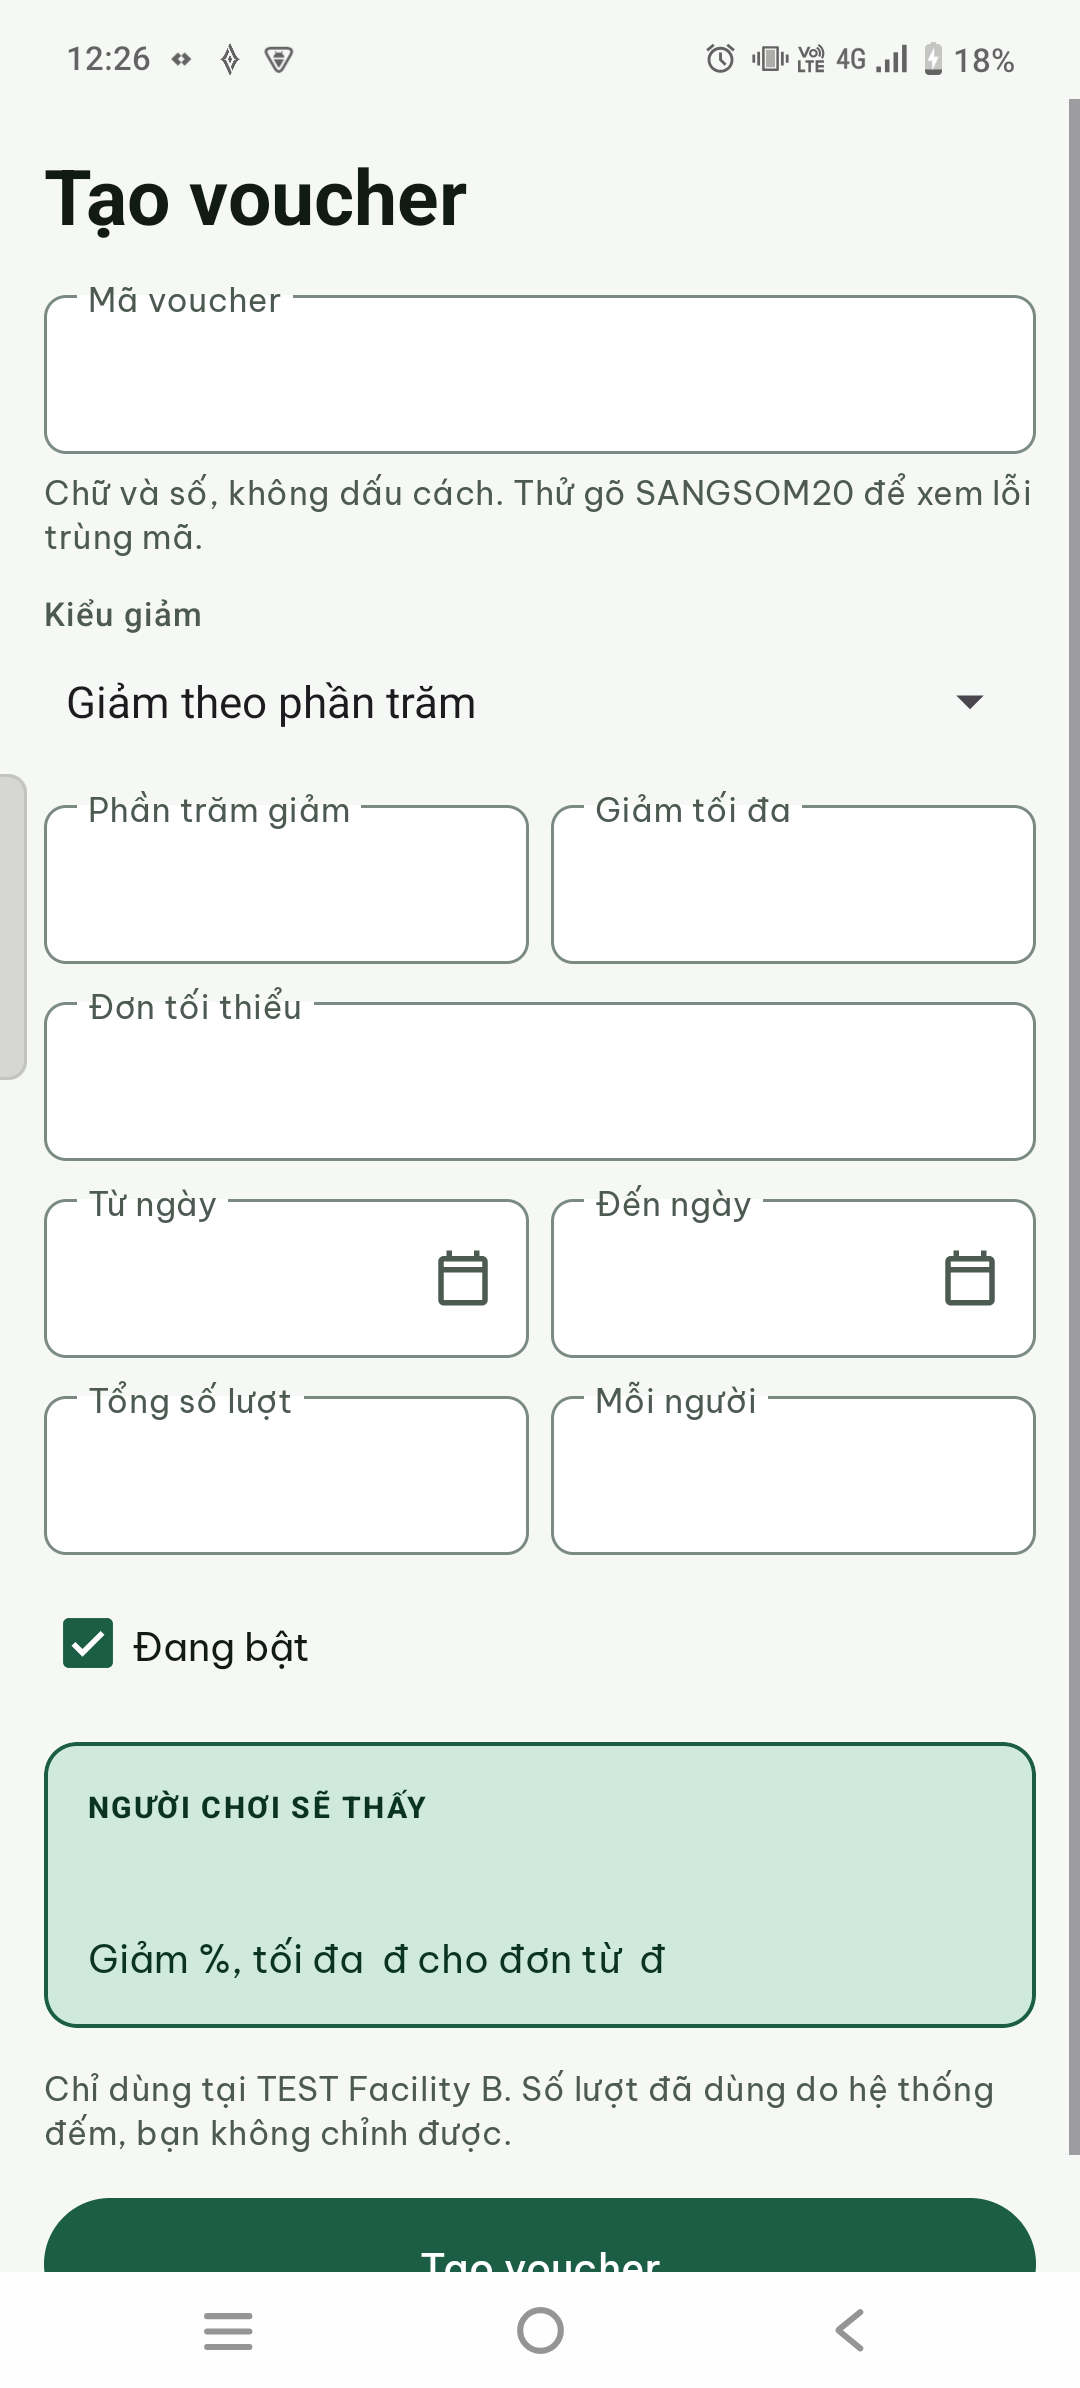 12:26
VoLTE 4G 18%
Tạo voucher
Mã voucher
Chữ và số, không dấu cách. Thử gõ SANGSOM20 để xem lỗi
trùng mã.
Kiểu giảm
Giảm theo phần trăm
Phần trăm giảm
Giảm tối đa
Đơn tối thiểu
Từ ngày
Đến ngày
Tổng số lượt
Mỗi người
Đang bật
NGƯỜI CHƠI SẼ THẤY
Giảm %, tối đa  đ cho đơn từ  đ
Chỉ dùng tại TEST Facility B. Số lượt đã dùng do hệ thống
đếm, bạn không chỉnh được.
Tạo voucher